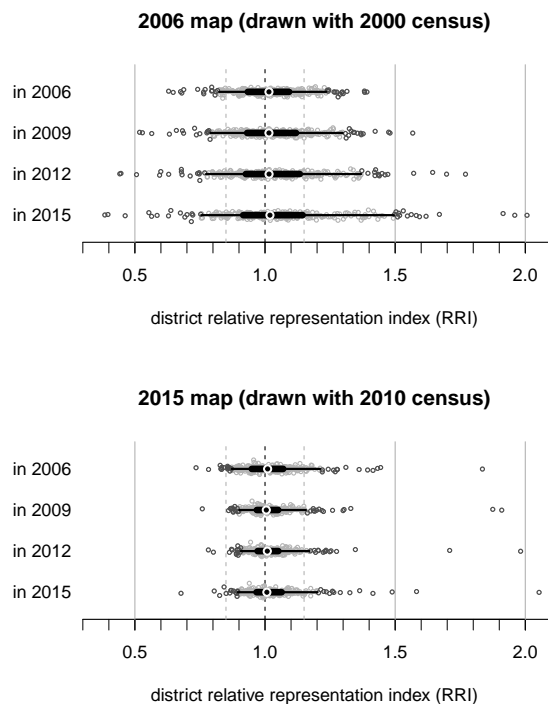 2006 map (drawn with 2000 census)
in 2006
in 2009
in 2012
in 2015
0.5 1.0 1.5 2.0
district relative representation index (RRI)
2015 map (drawn with 2010 census)
in 2006
in 2009
in 2012
in 2015
0.5 1.0 1.5 2.0
district relative representation index (RRI)